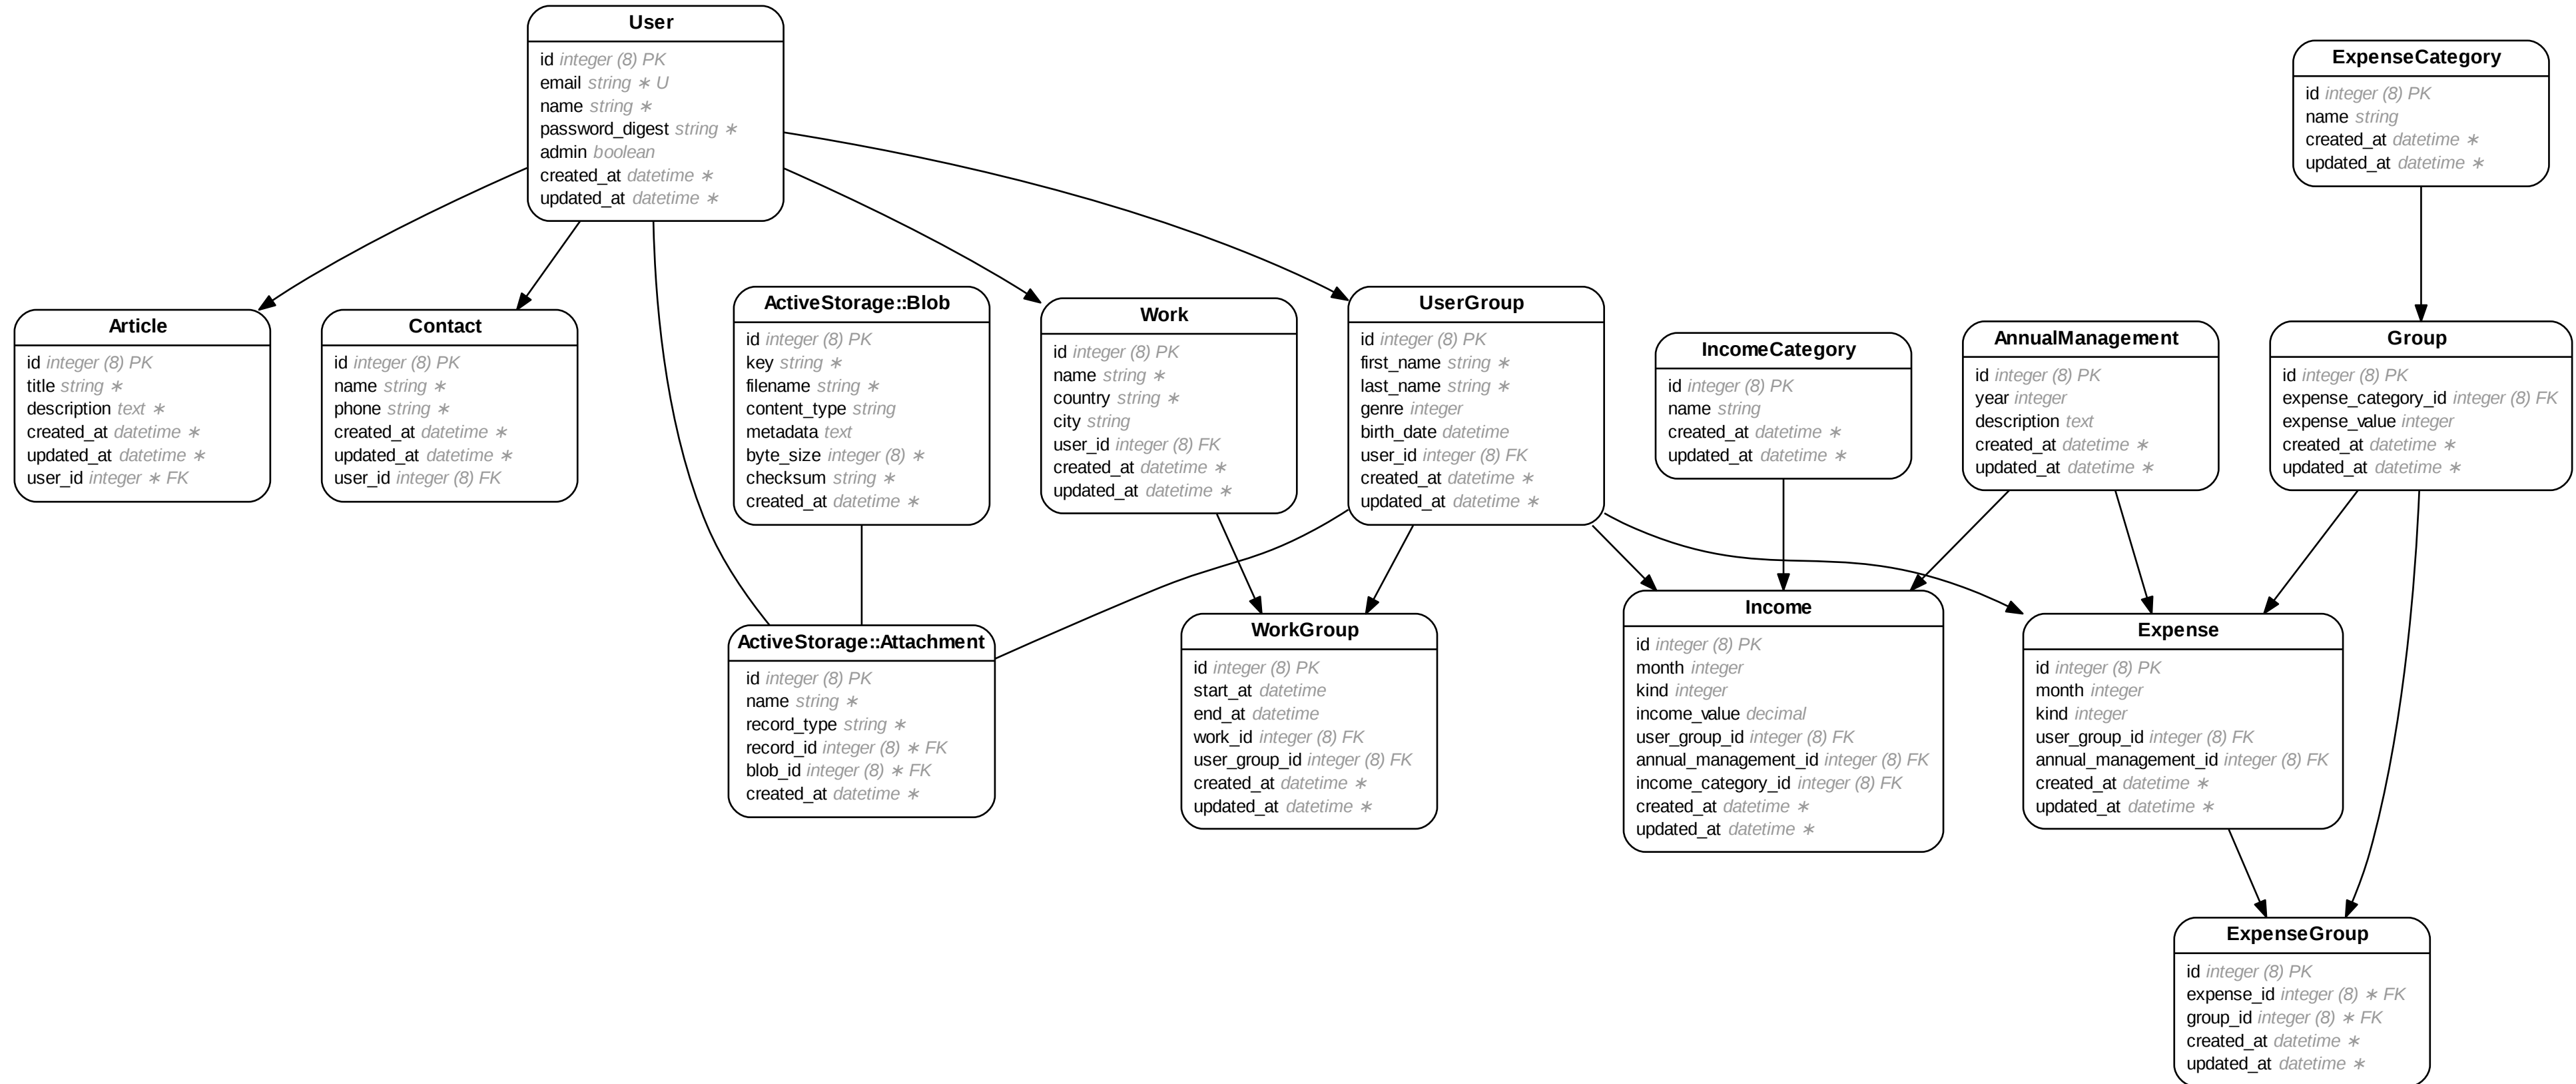 User
id integer (8) PK
email string ∗ U
name string ∗
password_digest string ∗
admin boolean
created_at datetime ∗
updated_at datetime ∗
ExpenseCategory
id integer (8) PK
name string
created_at datetime ∗
updated_at datetime ∗
Article
id integer (8) PK
title string ∗
description text ∗
created_at datetime ∗
updated_at datetime ∗
user_id integer ∗ FK
Contact
id integer (8) PK
name string ∗
phone string ∗
created_at datetime ∗
updated_at datetime ∗
user_id integer (8) FK
ActiveStorage::Blob
id integer (8) PK
key string ∗
filename string ∗
content_type string
metadata text
byte_size integer (8) ∗
checksum string ∗
created_at datetime ∗
Work
id integer (8) PK
name string ∗
country string ∗
city string
user_id integer (8) FK
created_at datetime ∗
updated_at datetime ∗
UserGroup
id integer (8) PK
first_name string ∗
last_name string ∗
genre integer
birth_date datetime
user_id integer (8) FK
created_at datetime ∗
updated_at datetime ∗
IncomeCategory
id integer (8) PK
name string
created_at datetime ∗
updated_at datetime ∗
AnnualManagement
id integer (8) PK
year integer
description text
created_at datetime ∗
updated_at datetime ∗
Group
id integer (8) PK
expense_category_id integer (8) FK
expense_value integer
created_at datetime ∗
updated_at datetime ∗
ActiveStorage::Attachment
id integer (8) PK
name string ∗
record_type string ∗
record_id integer (8) ∗ FK
blob_id integer (8) ∗ FK
created_at datetime ∗
WorkGroup
id integer (8) PK
start_at datetime
end_at datetime
work_id integer (8) FK
user_group_id integer (8) FK
created_at datetime ∗
updated_at datetime ∗
Income
id integer (8) PK
month integer
kind integer
income_value decimal
user_group_id integer (8) FK
annual_management_id integer (8) FK
income_category_id integer (8) FK
created_at datetime ∗
updated_at datetime ∗
Expense
id integer (8) PK
month integer
kind integer
user_group_id integer (8) FK
annual_management_id integer (8) FK
created_at datetime ∗
updated_at datetime ∗
ExpenseGroup
id integer (8) PK
expense_id integer (8) ∗ FK
group_id integer (8) ∗ FK
created_at datetime ∗
updated_at datetime ∗